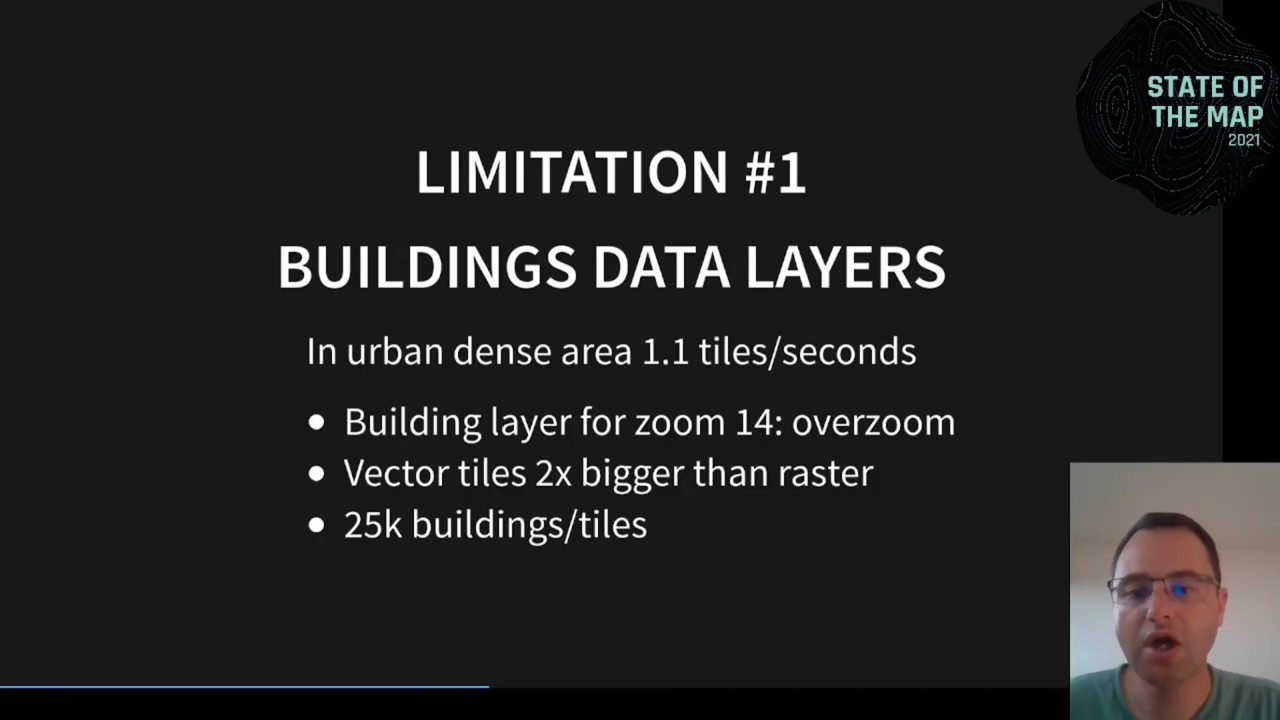 STATE OF
THE MAP
2021
LIMITATION #1
BUILDINGS DATA LAYERS
In urban dense area 1.1 tiles/seconds
• Building layer for zoom 14: overzoom
• Vector tiles 2x bigger than raster
• 25k buildings/tiles